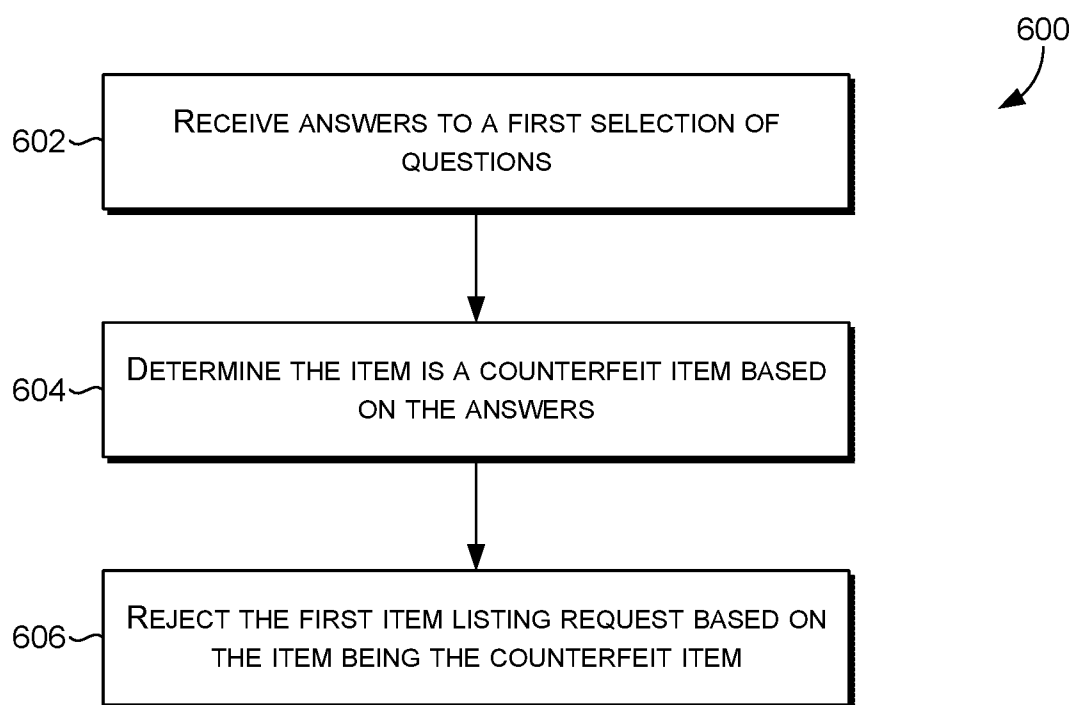 600
602
RECEIVE ANSWERS TO A FIRST SELECTION OF
QUESTIONS
604
DETERMINE THE ITEM IS A COUNTERFEIT ITEM BASED
ON THE ANSWERS
606
REJECT THE FIRST ITEM LISTING REQUEST BASED ON
THE ITEM BEING THE COUNTERFEIT ITEM